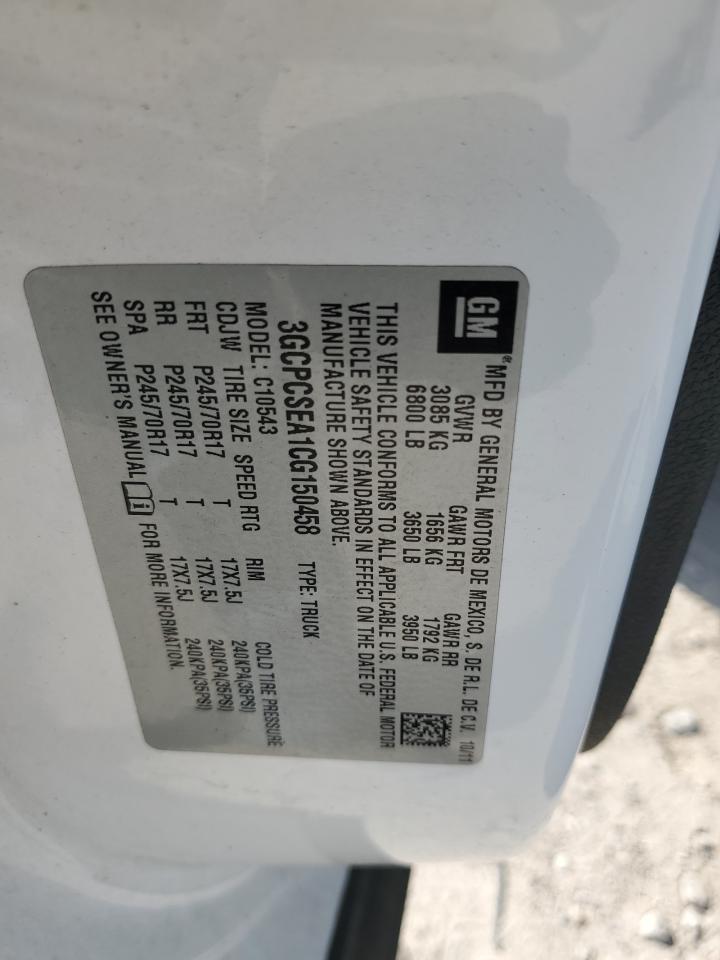 GM MFD BY GENERAL MOTORS DE MEXICO, S. DE R.L. DE C.V. 10/11
GVWR GAWR FRT GAWR RR
3085 KG 1656 KG 1792 KG
6800 LB 3650 LB 3950 LB
THIS VEHICLE CONFORMS TO ALL APPLICABLE U.S. FEDERAL MOTOR
VEHICLE SAFETY STANDARDS IN EFFECT ON THE DATE OF
MANUFACTURE SHOWN ABOVE.
3GCPCSEA1CG150458 TYPE: TRUCK
MODEL: C10543
CDJW TIRE SIZE SPEED RTG RIM COLD TIRE PRESSURE
FRT P245/70R17 T 17X7.5J 240KPA(35PSI)
RR P245/70R17 T 17X7.5J 240KPA(35PSI)
SPA P245/70R17 T 17X7.5J 240KPA(35PSI)
SEE OWNER'S MANUAL FOR MORE INFORMATION.